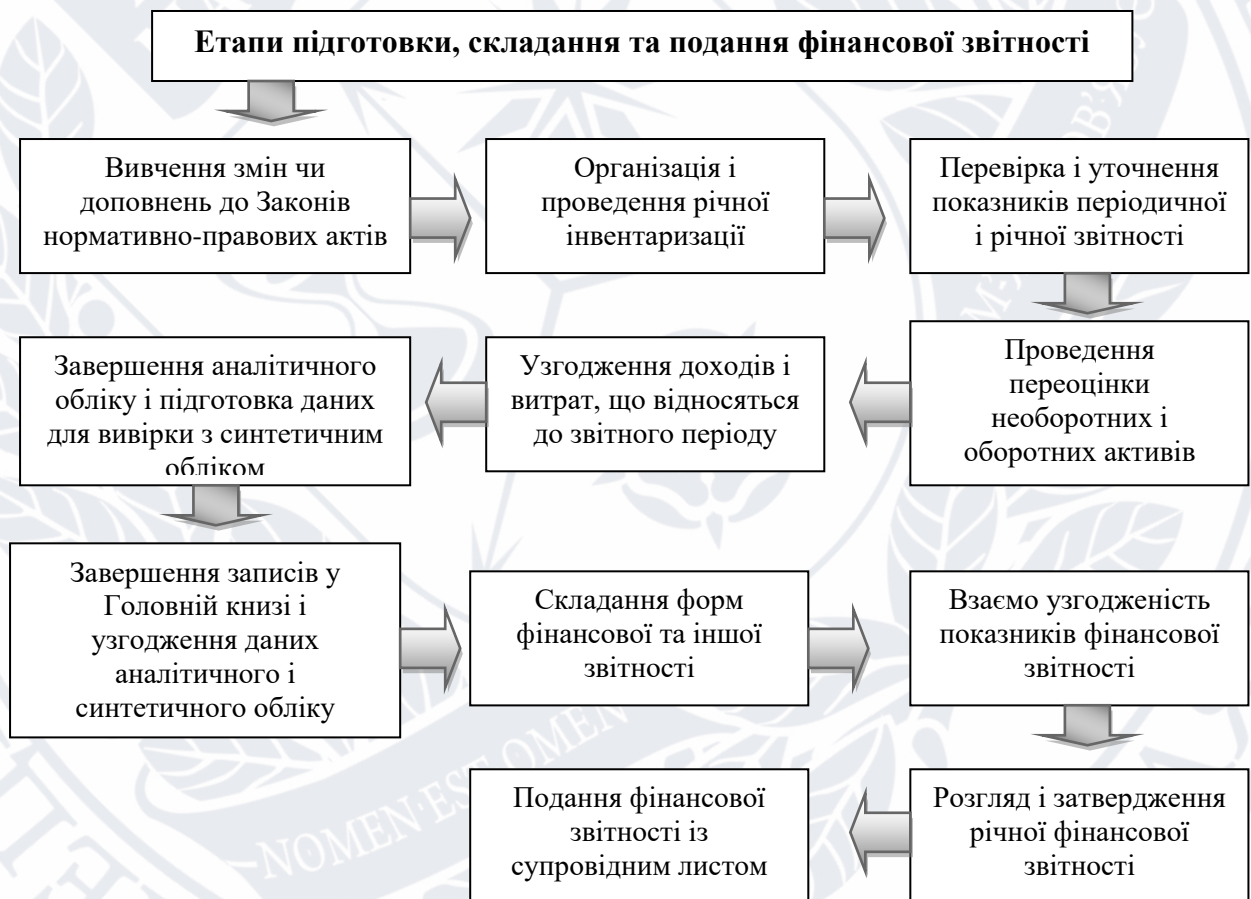 Етапи підготовки, складання та подання фінансової звітності
Вивчення змін чи
доповнень до Законів
нормативно-правових актів
Організація і
проведення річної
інвентаризації
Перевірка і уточнення
показників періодичної
і річної звітності
Проведення
переоцінки
необоротних і
оборотних активів
Узгодження доходів і
витрат, що відносяться
до звітного періоду
Завершення аналітичного
обліку і підготовка даних
для вивірки з синтетичним
обліком
Завершення записів у
Головній книзі і
узгодження даних
аналітичного і
синтетичного обліку
Складання форм
фінансової та іншої
звітності
Взаємо узгодженість
показників фінансової
звітності
Розгляд і затвердження
річної фінансової
звітності
Подання фінансової
звітності із
супровідним листом
NOMEN EST OMEN